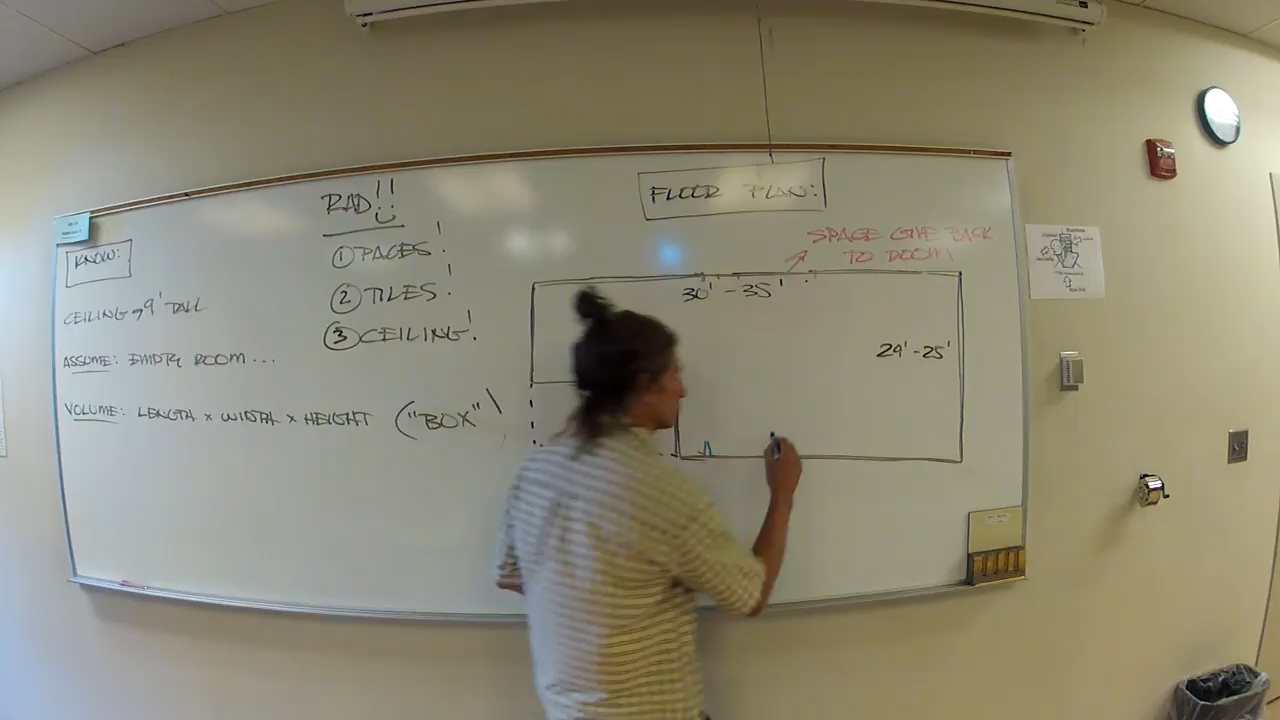 KNOW:
CEILING → 9' TALL
ASSUME: EMPTY ROOM...
VOLUME: LENGTH x WIDTH x HEIGHT ("BOX")
RAD!!
① PACES!
② TILES!
③ CEILING!
FLOOR PLAN:
SPACE GIVE BACK
TO ROOM
30' - 35'
24' - 25'